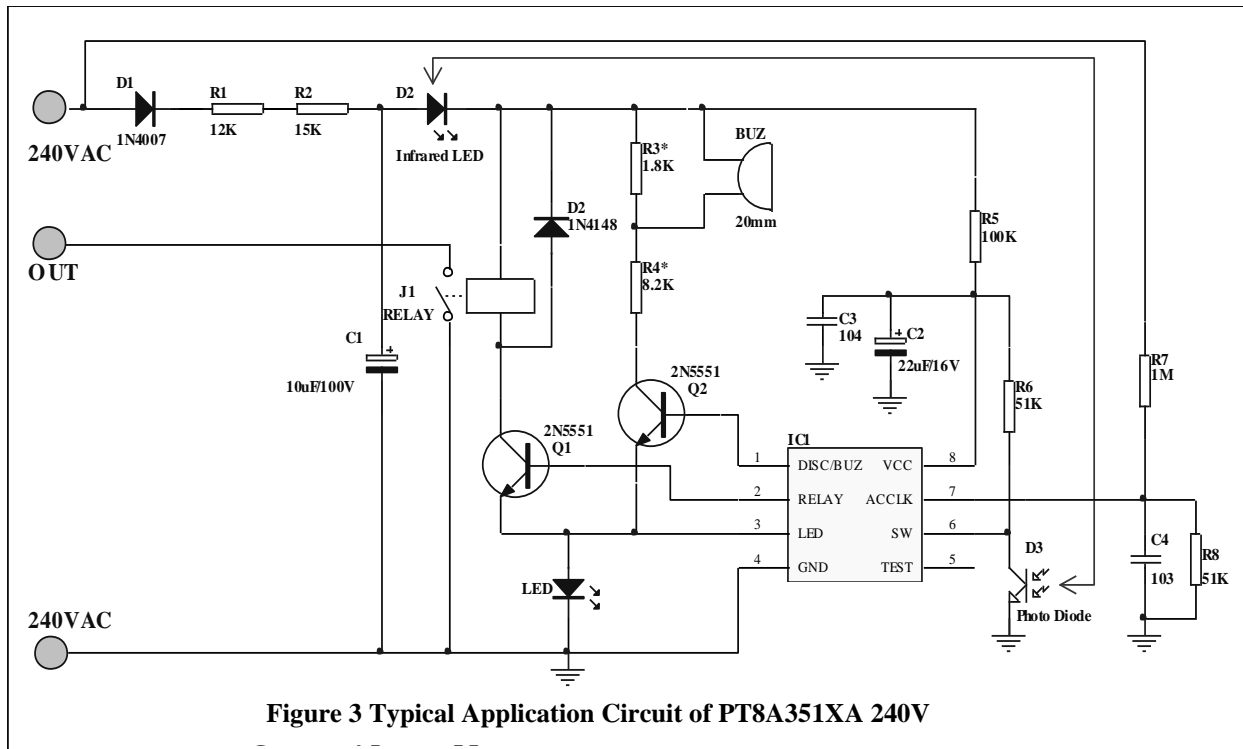 D1
1N4007
R1
12K
R2
15K
D2
Infrared LED
240VAC
R3*
1.8K
BUZ
20mm
D2
1N4148
R5
100K
OUT
R4*
8.2K
J1
RELAY
C3
104
C2
22uF/16V
C1
10uF/100V
R7
1M
R6
51K
2N5551
Q2
2N5551
Q1
IC1
1 DISC/BUZ VCC 8
2 RELAY ACCLK 7
3 LED SW 6
4 GND TEST 5
D3
Photo Diode
C4
103
R8
51K
LED
240VAC
Figure 3 Typical Application Circuit of PT8A351XA 240V